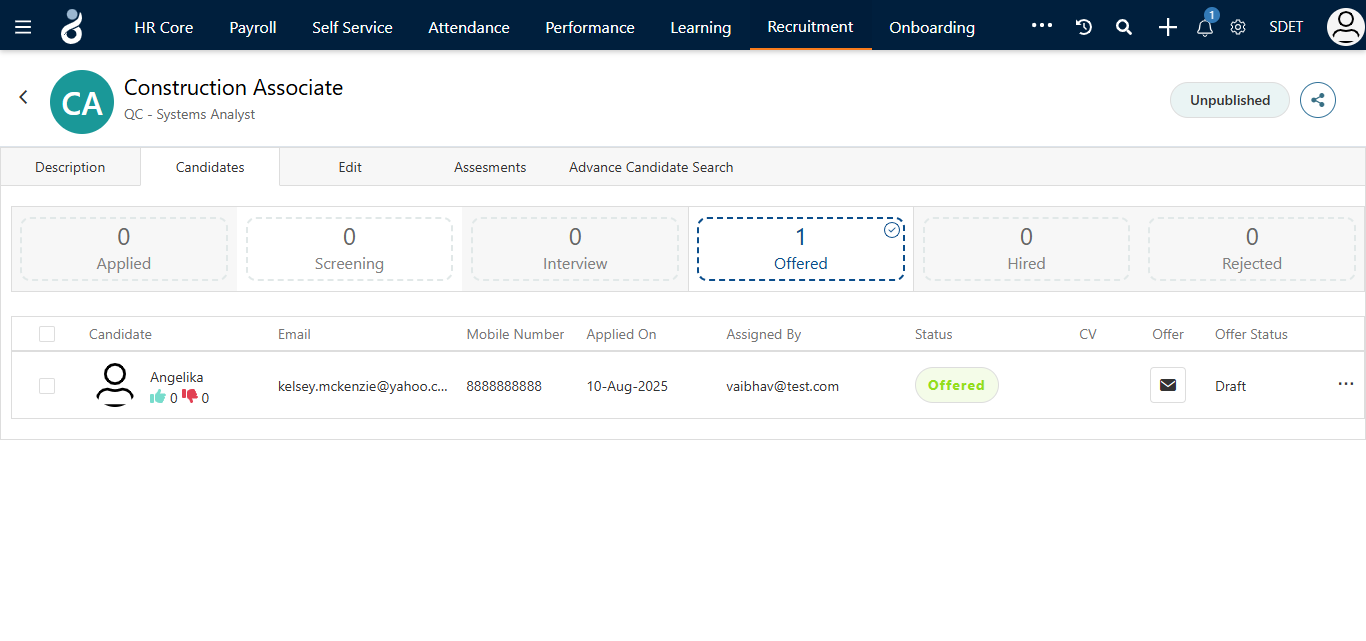 HR Core Payroll Self Service Attendance Performance Learning Recruitment Onboarding ... 1 SDET
CA
Construction Associate
QC - Systems Analyst
Unpublished
Description Candidates Edit Assesments Advance Candidate Search
0 0 0 1 0 0
Applied Screening Interview Offered Hired Rejected
Candidate Email Mobile Number Applied On Assigned By Status CV Offer Offer Status
Angelika
0 0
kelsey.mckenzie@yahoo.c... 8888888888 10-Aug-2025 vaibhav@test.com Offered Draft ...